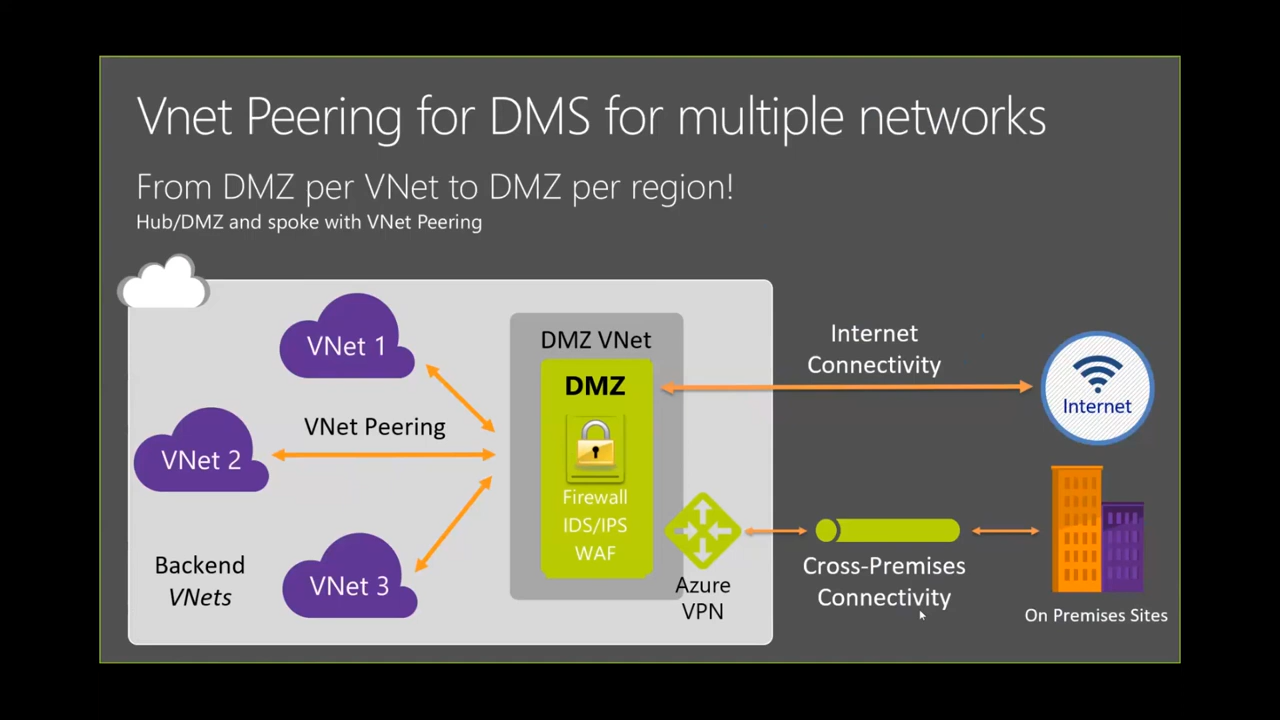 Vnet Peering for DMS for multiple networks
From DMZ per VNet to DMZ per region!
Hub/DMZ and spoke with VNet Peering
VNet 1
VNet Peering
VNet 2
Backend
VNets
VNet 3
DMZ VNet
DMZ
Firewall
IDS/IPS
WAF
Azure
VPN
Internet
Connectivity
Internet
Cross-Premises
Connectivity
On Premises Sites